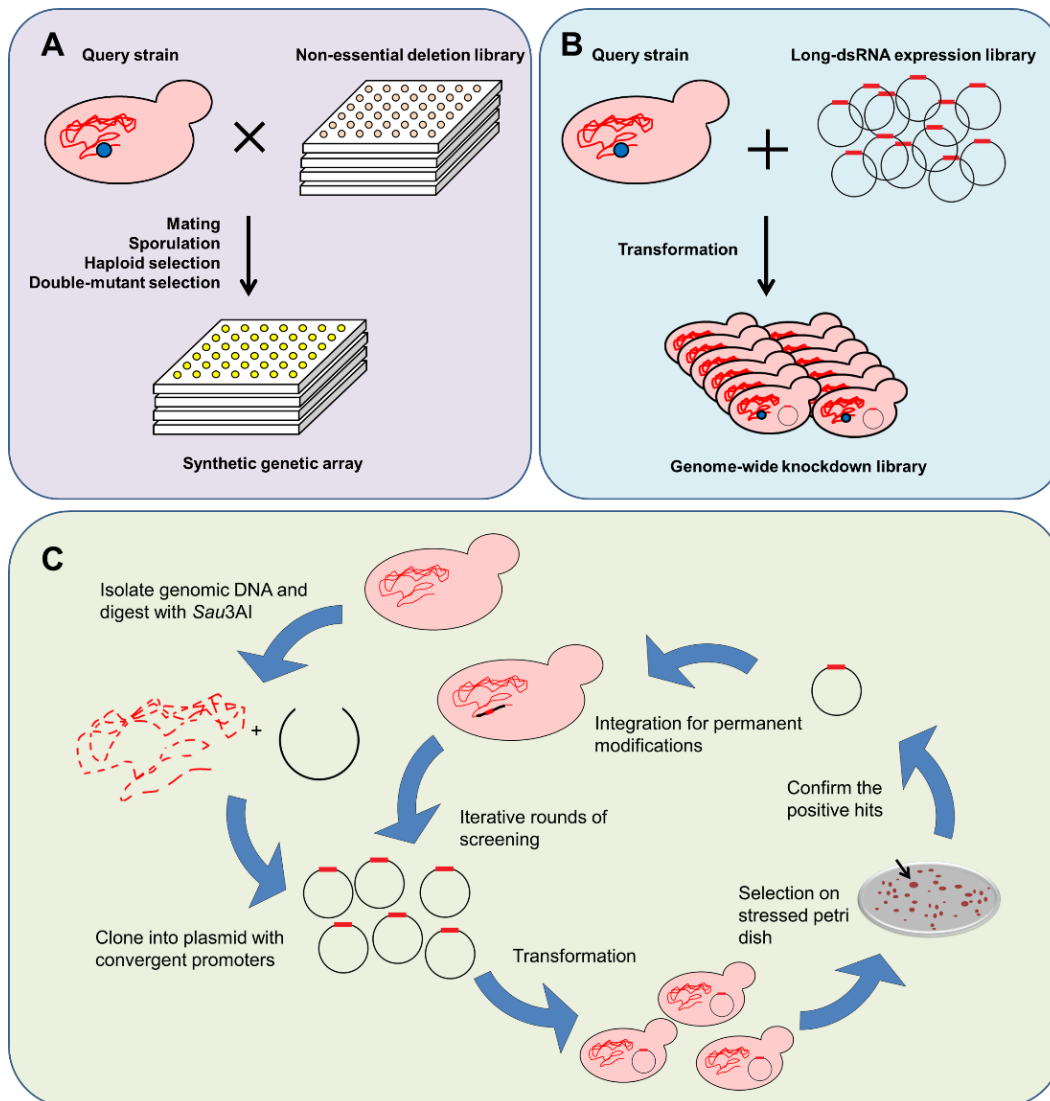 A
Query strain
Non-essential deletion library
Mating
Sporulation
Haploid selection
Double-mutant selection
Synthetic genetic array
B
Query strain
Long-dsRNA expression library
Transformation
Genome-wide knockdown library
C
Isolate genomic DNA and
digest with Sau3AI
+
Clone into plasmid with
convergent promoters
Transformation
Selection on
stressed petri
dish
Confirm the
positive hits
Integration for permanent
modifications
Iterative rounds of
screening